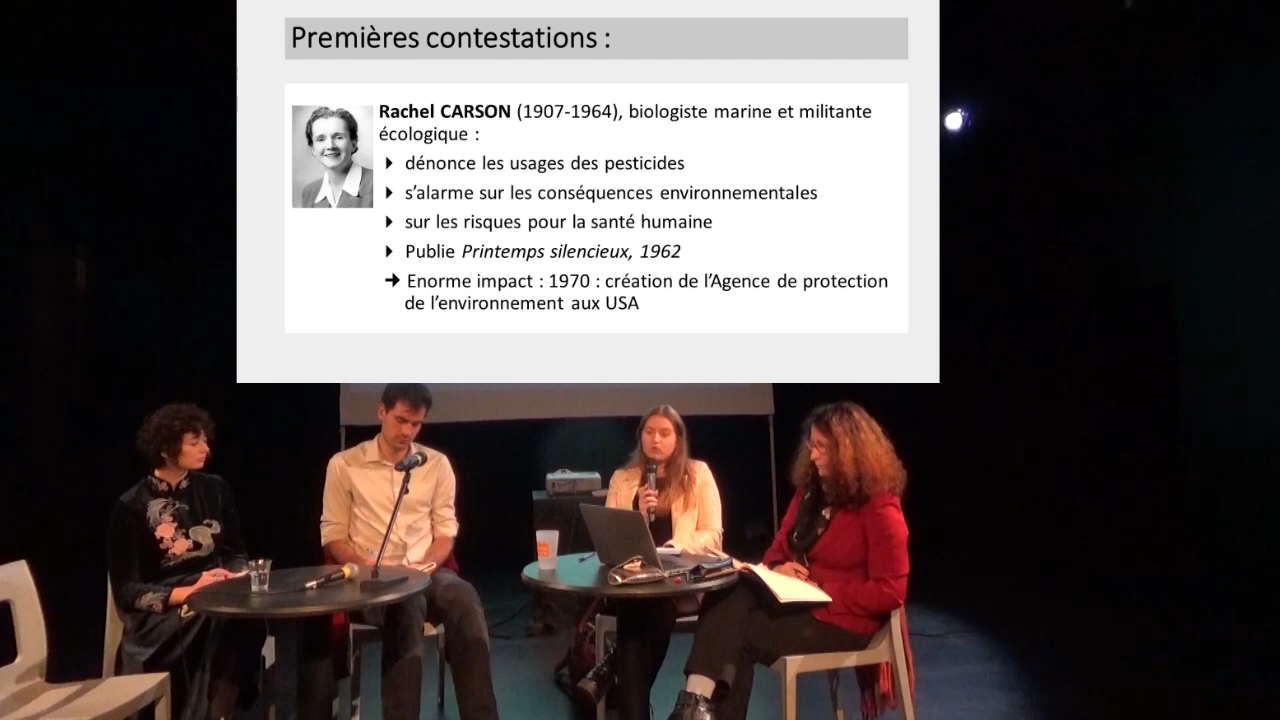 Premières contestations :
Rachel CARSON (1907-1964), biologiste marine et militante
écologique :
dénonce les usages des pesticides
s’alarme sur les conséquences environnementales
sur les risques pour la santé humaine
Publie Printemps silencieux, 1962
➔ Enorme impact : 1970 : création de l’Agence de protection
de l’environnement aux USA